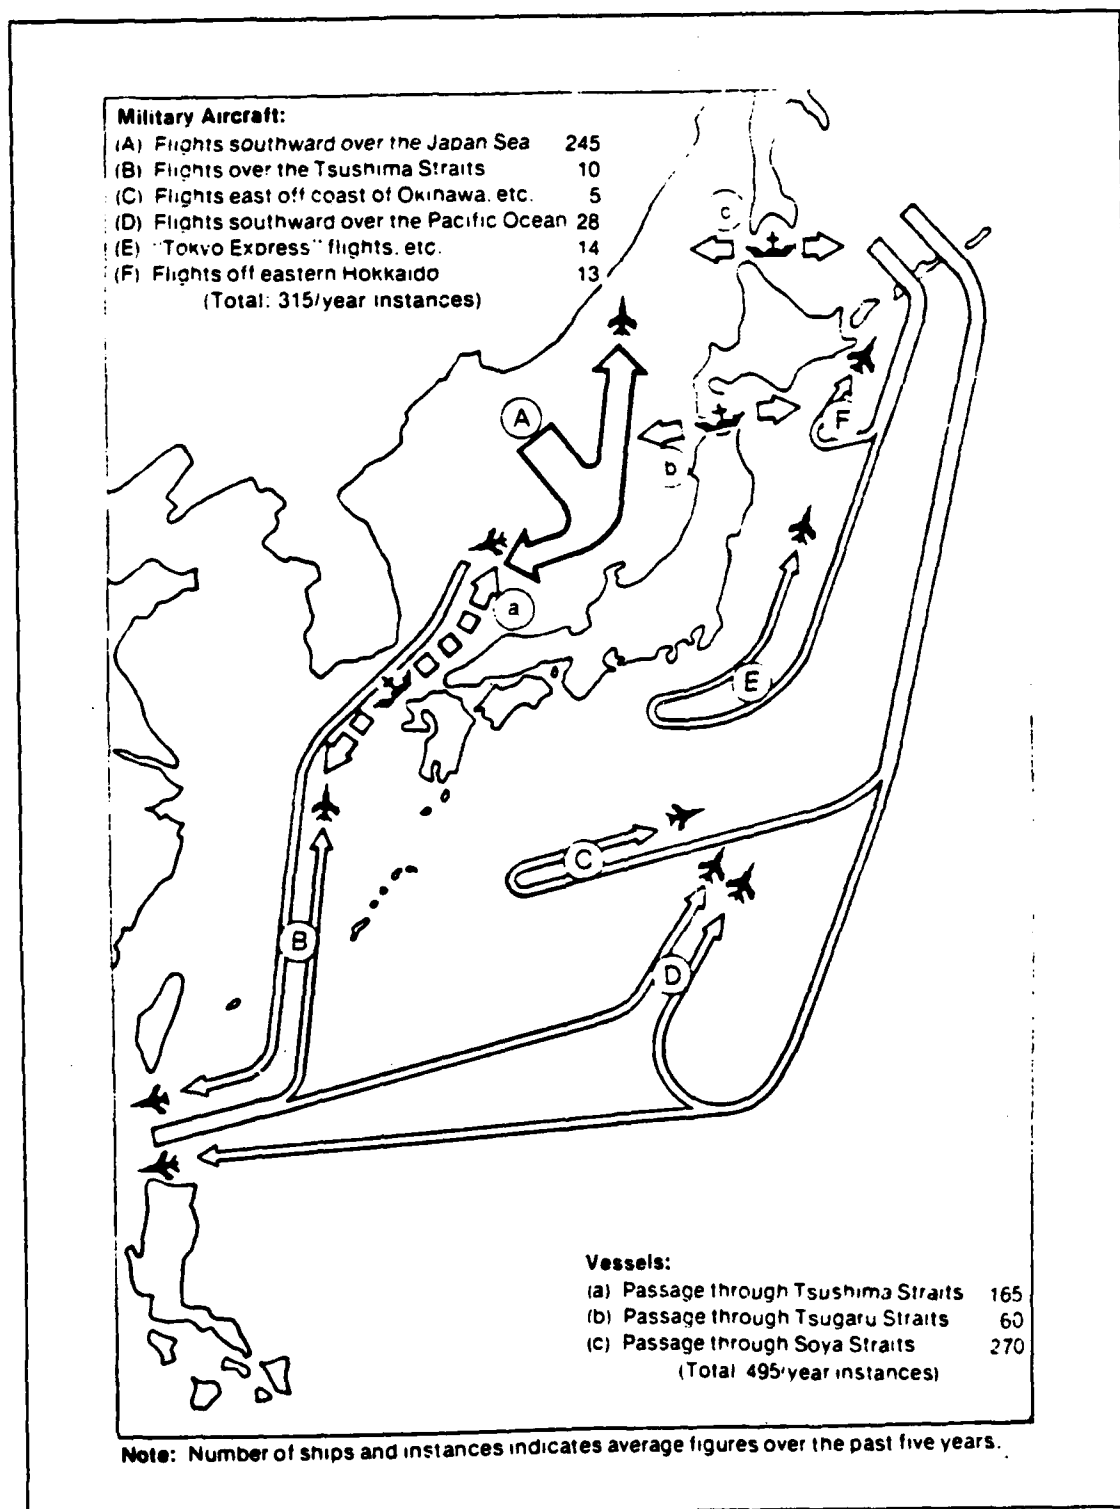 Military Aircraft:
(A) Flights southward over the Japan Sea 245
(B) Flights over the Tsushima Straits 10
(C) Flights east off coast of Okinawa, etc. 5
(D) Flights southward over the Pacific Ocean 28
(E) "Tokyo Express" flights, etc. 14
(F) Flights off eastern Hokkaido 13
(Total: 315/year instances)
c
A
F
b
a
E
C
B
D
Vessels:
(a) Passage through Tsushima Straits 165
(b) Passage through Tsugaru Straits 60
(c) Passage through Soya Straits 270
(Total 495/year instances)
Note: Number of ships and instances indicates average figures over the past five years.